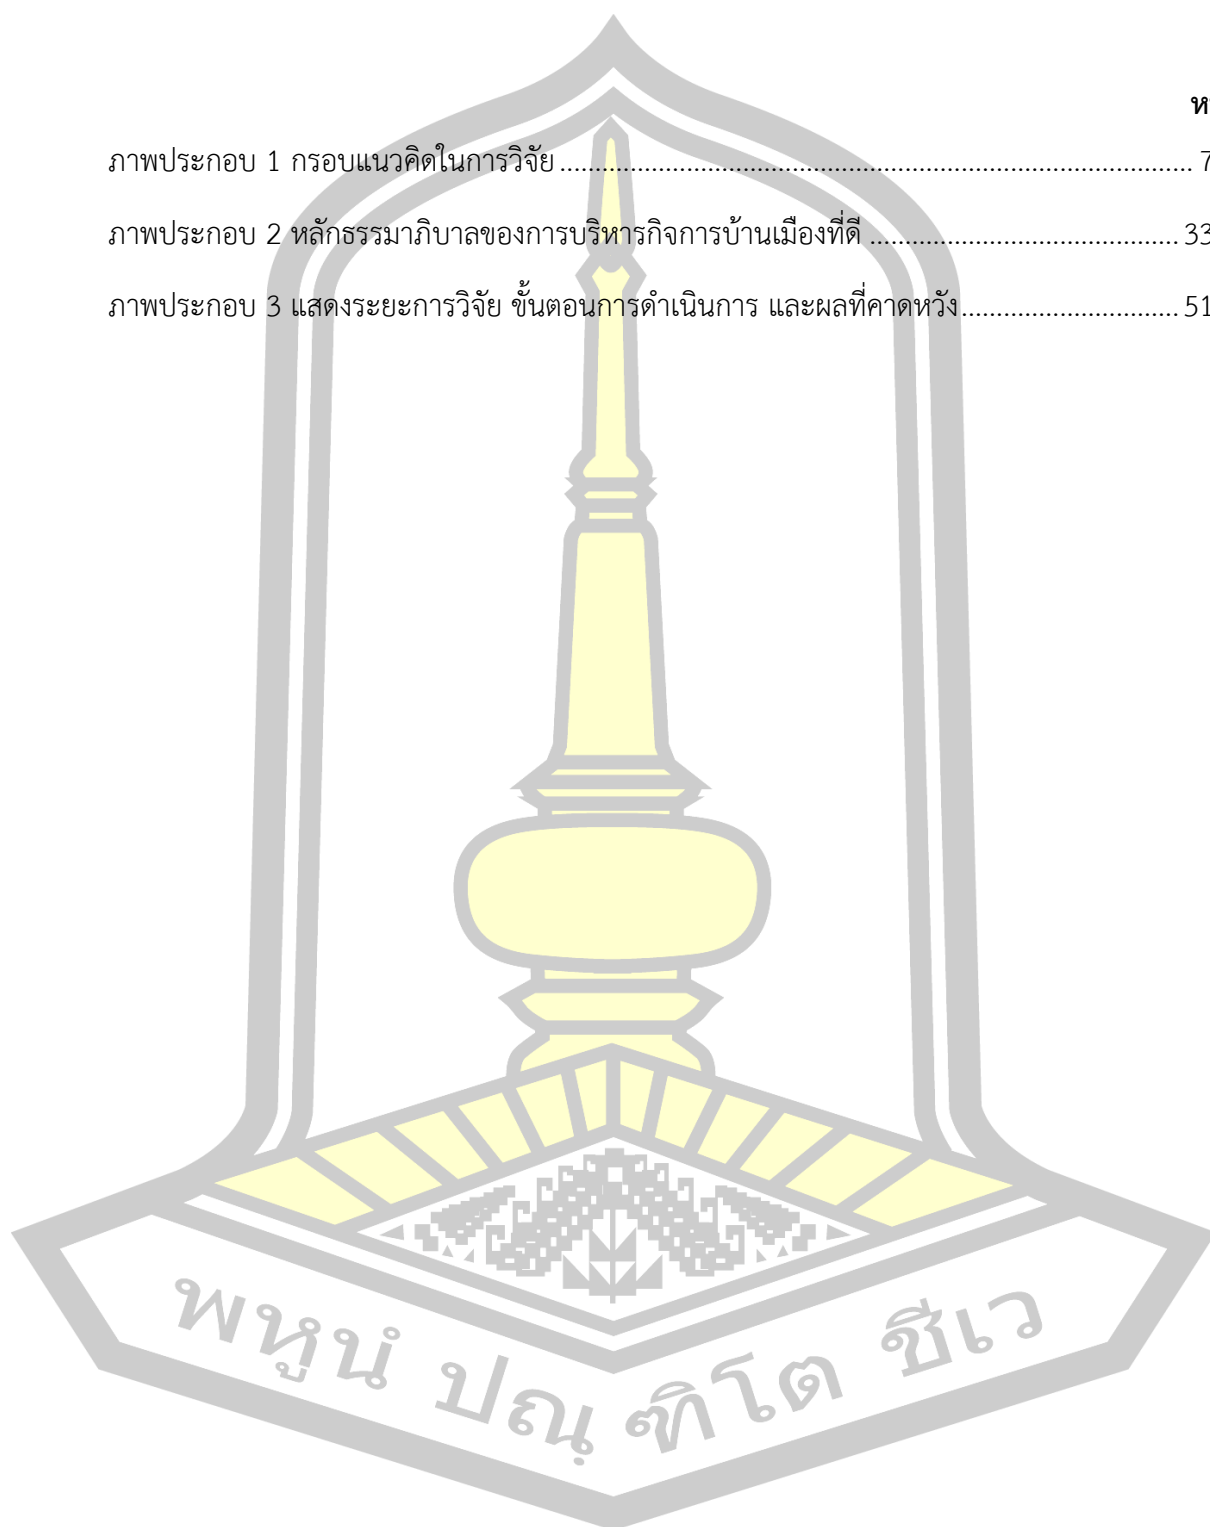 ภาพประกอบ 1 กรอบแนวคิดในการวิจัย ........................................................................................................ 7
ภาพประกอบ 2 หลักธรรมาภิบาลของการบริหารกิจการบ้านเมืองที่ดี ................................................... 33
ภาพประกอบ 3 แสดงระยะการวิจัย ขั้นตอนการดำเนินการ และผลที่คาดหวัง .................................... 51
พหูนํ ปณฺฑิโต ชีเว